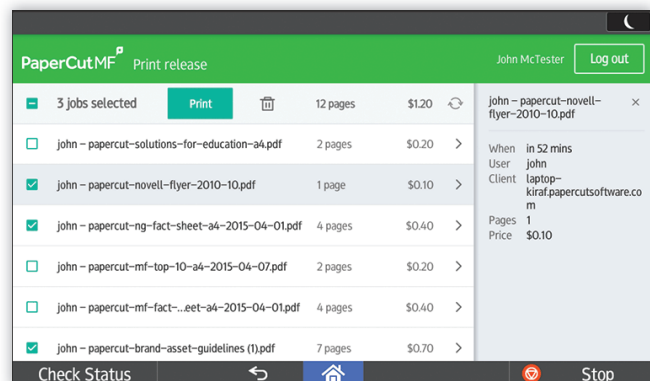 PaperCut MF Print release
John McTester Log out
3 jobs selected Print 12 pages $1.20
john – papercut-solutions-for-education-a4.pdf 2 pages $0.20
john – papercut-novell-flyer-2010-10.pdf 1 page $0.10
john – papercut-ng-fact-sheet-a4-2015-04-01.pdf 4 pages $0.40
john – papercut-mf-top-10-a4-2015-04-07.pdf 2 pages $0.20
john – papercut-mf-fact-...eet-a4-2015-04-01.pdf 4 pages $0.40
john – papercut-brand-asset-guidelines (1).pdf 7 pages $0.70
john – papercut-novell-
flyer-2010-10.pdf
When in 52 mins
User john
Client laptop-
kiraf.papercutsoftware.co
m
Pages 1
Price $0.10
Check Status Stop